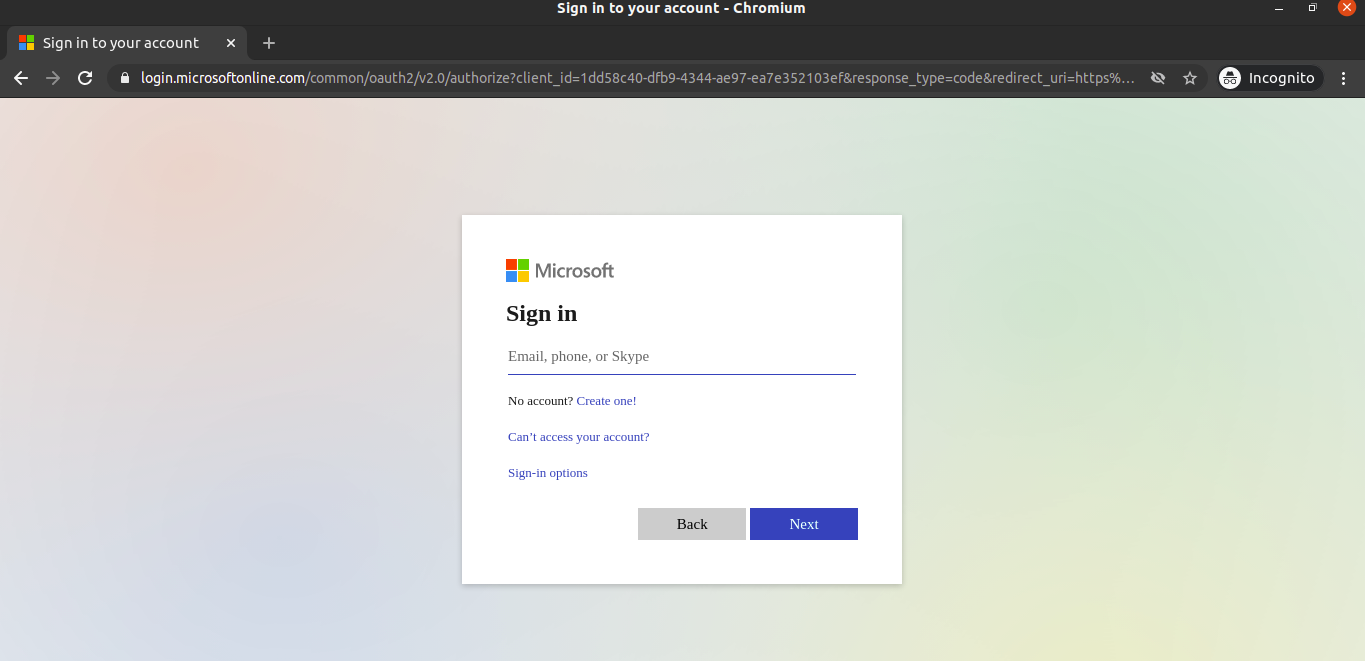 Sign in to your account - Chromium
Sign in to your account
login.microsoftonline.com/common/oauth2/v2.0/authorize?client_id=1dd58c40-dfb9-4344-ae97-ea7e352103ef&response_type=code&redirect_uri=https%... Incognito
Microsoft
Sign in
Email, phone, or Skype
No account? Create one!
Can’t access your account?
Sign-in options
Back Next